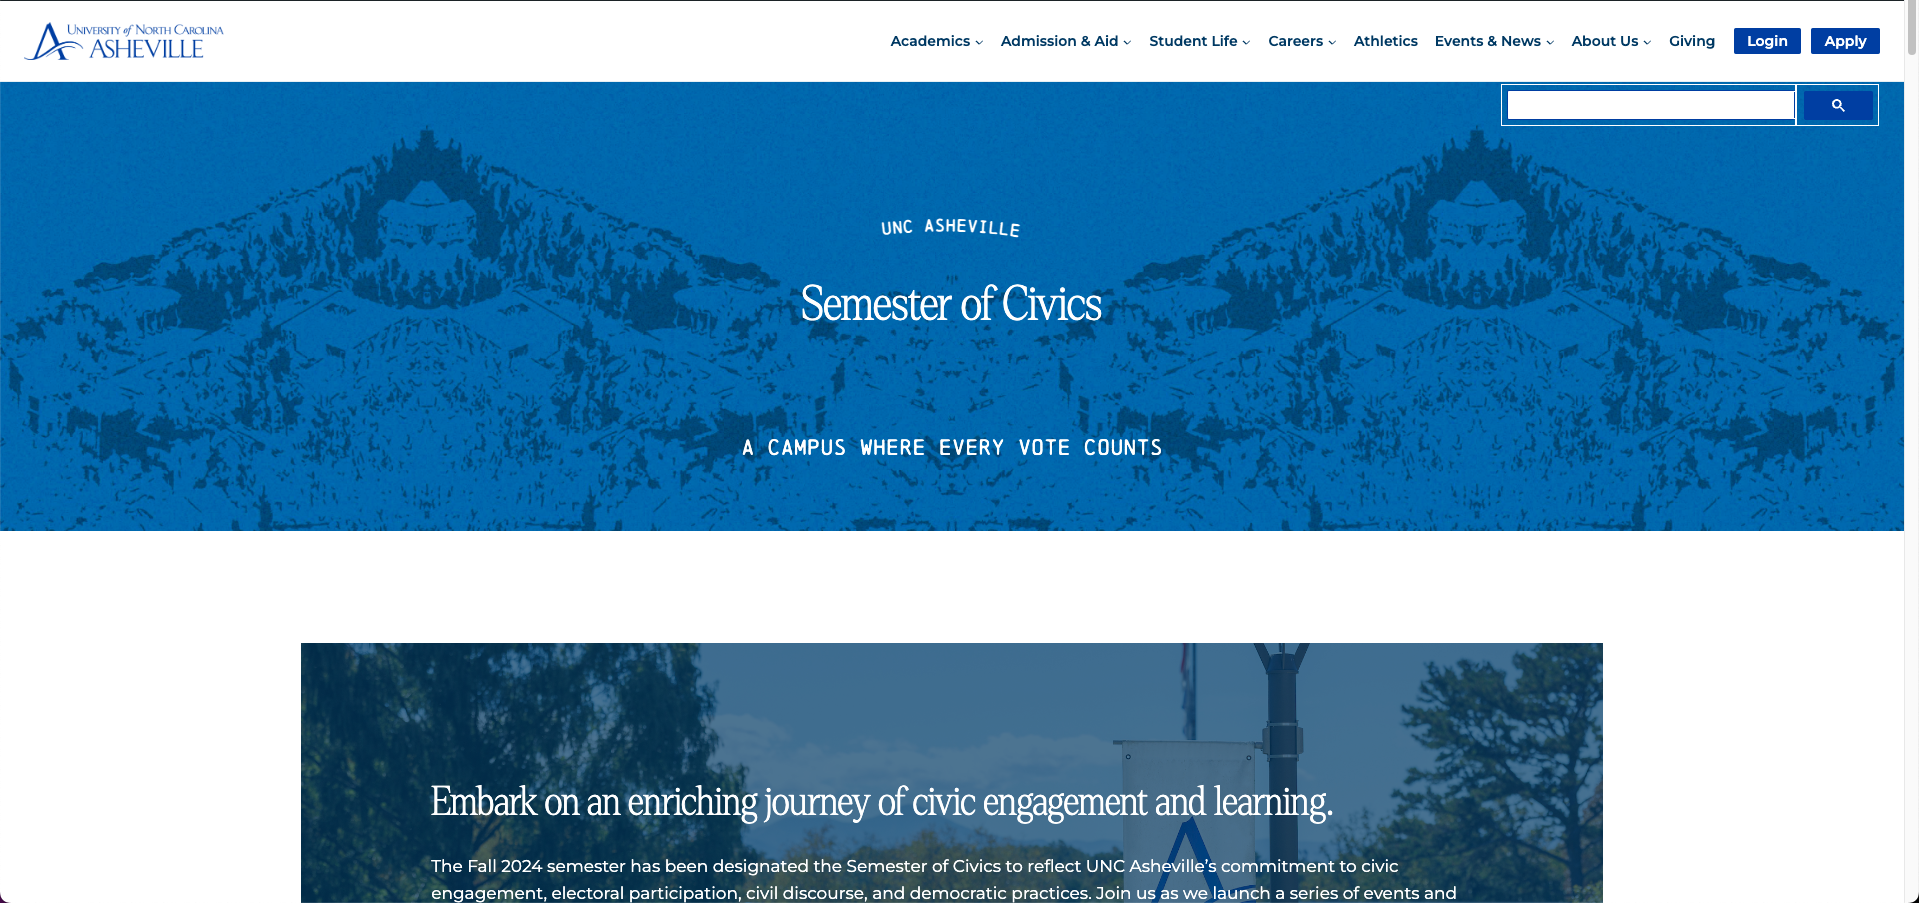 University of North Carolina
Asheville
Academics
Admission & Aid
Student Life
Careers
Athletics
Events & News
About Us
Giving
Login
Apply
UNC ASHEVILLE
Semester of Civics
A CAMPUS WHERE EVERY VOTE COUNTS
Embark on an enriching journey of civic engagement and learning.
The Fall 2024 semester has been designated the Semester of Civics to reflect UNC Asheville’s commitment to civic
engagement, electoral participation, civil discourse, and democratic practices. Join us as we launch a series of events and